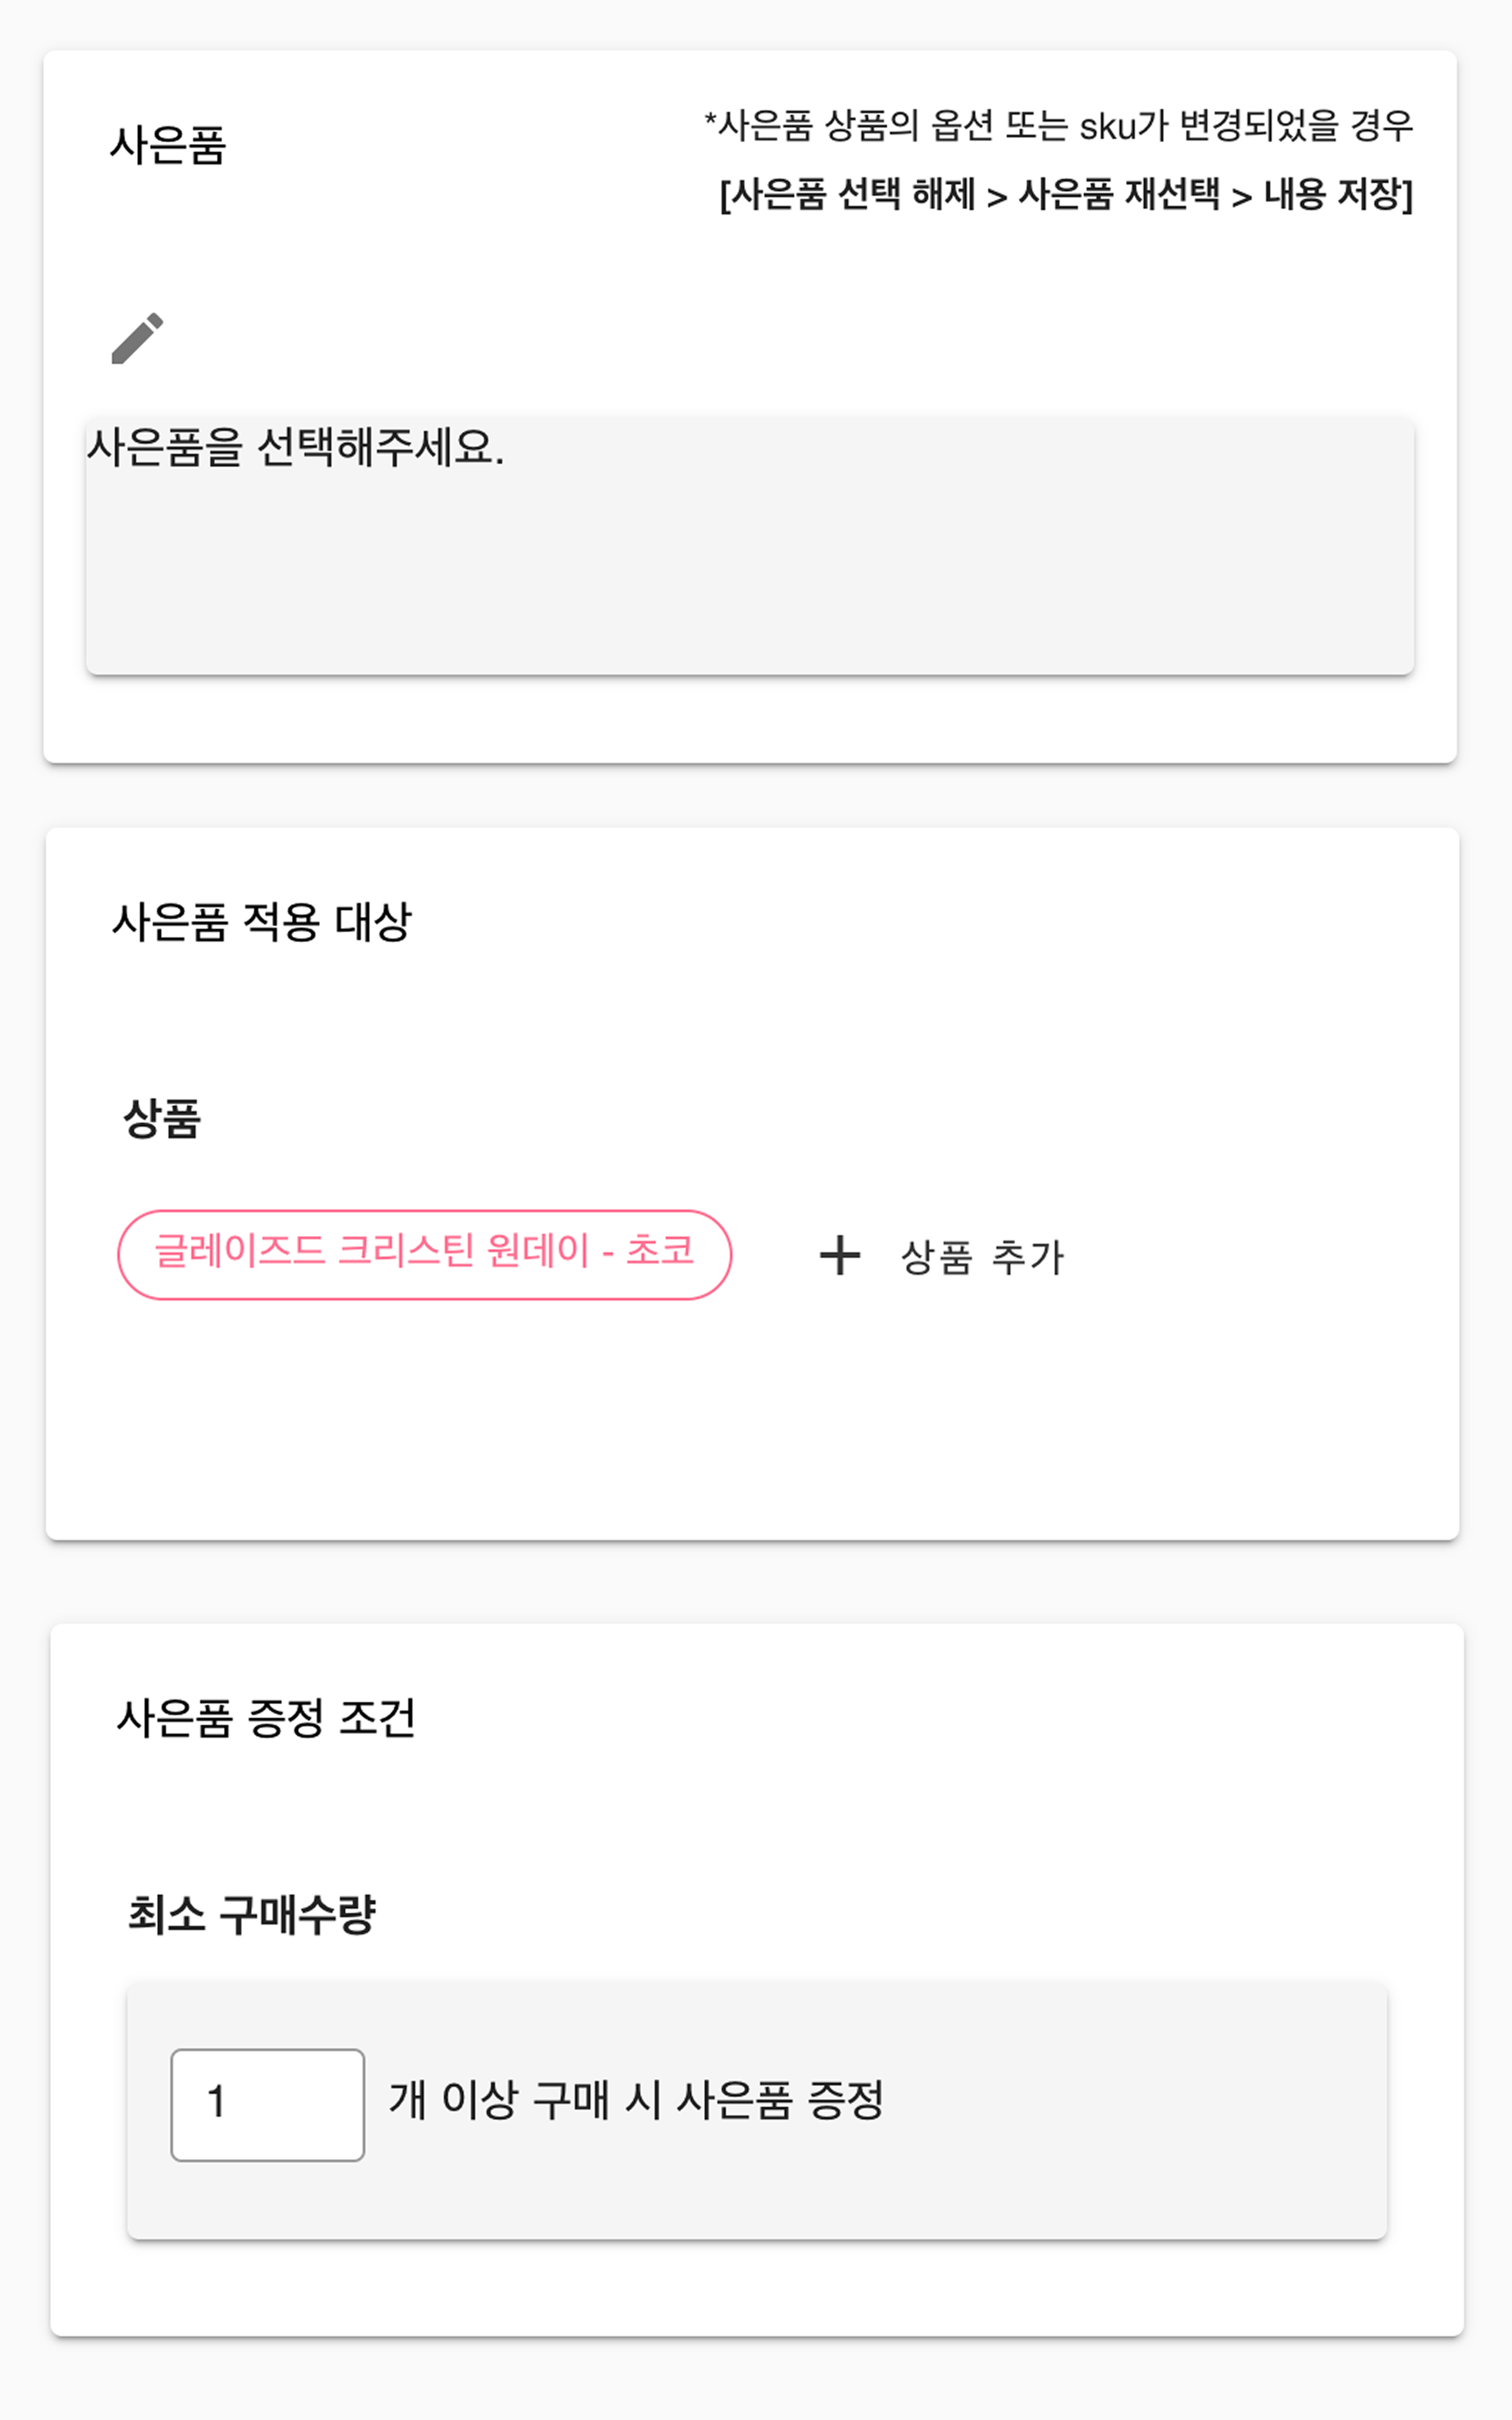 사은품
*사은품 상품의 옵션 또는 sku가 변경되었을 경우
[사은품 선택 해제 > 사은품 재선택 > 내용 저장]
사은품을 선택해주세요.
사은품 적용 대상
상품
글레이즈드 크리스틴 원데이 - 초코
+ 상품 추가
사은품 증정 조건
최소 구매수량
1 개 이상 구매 시 사은품 증정